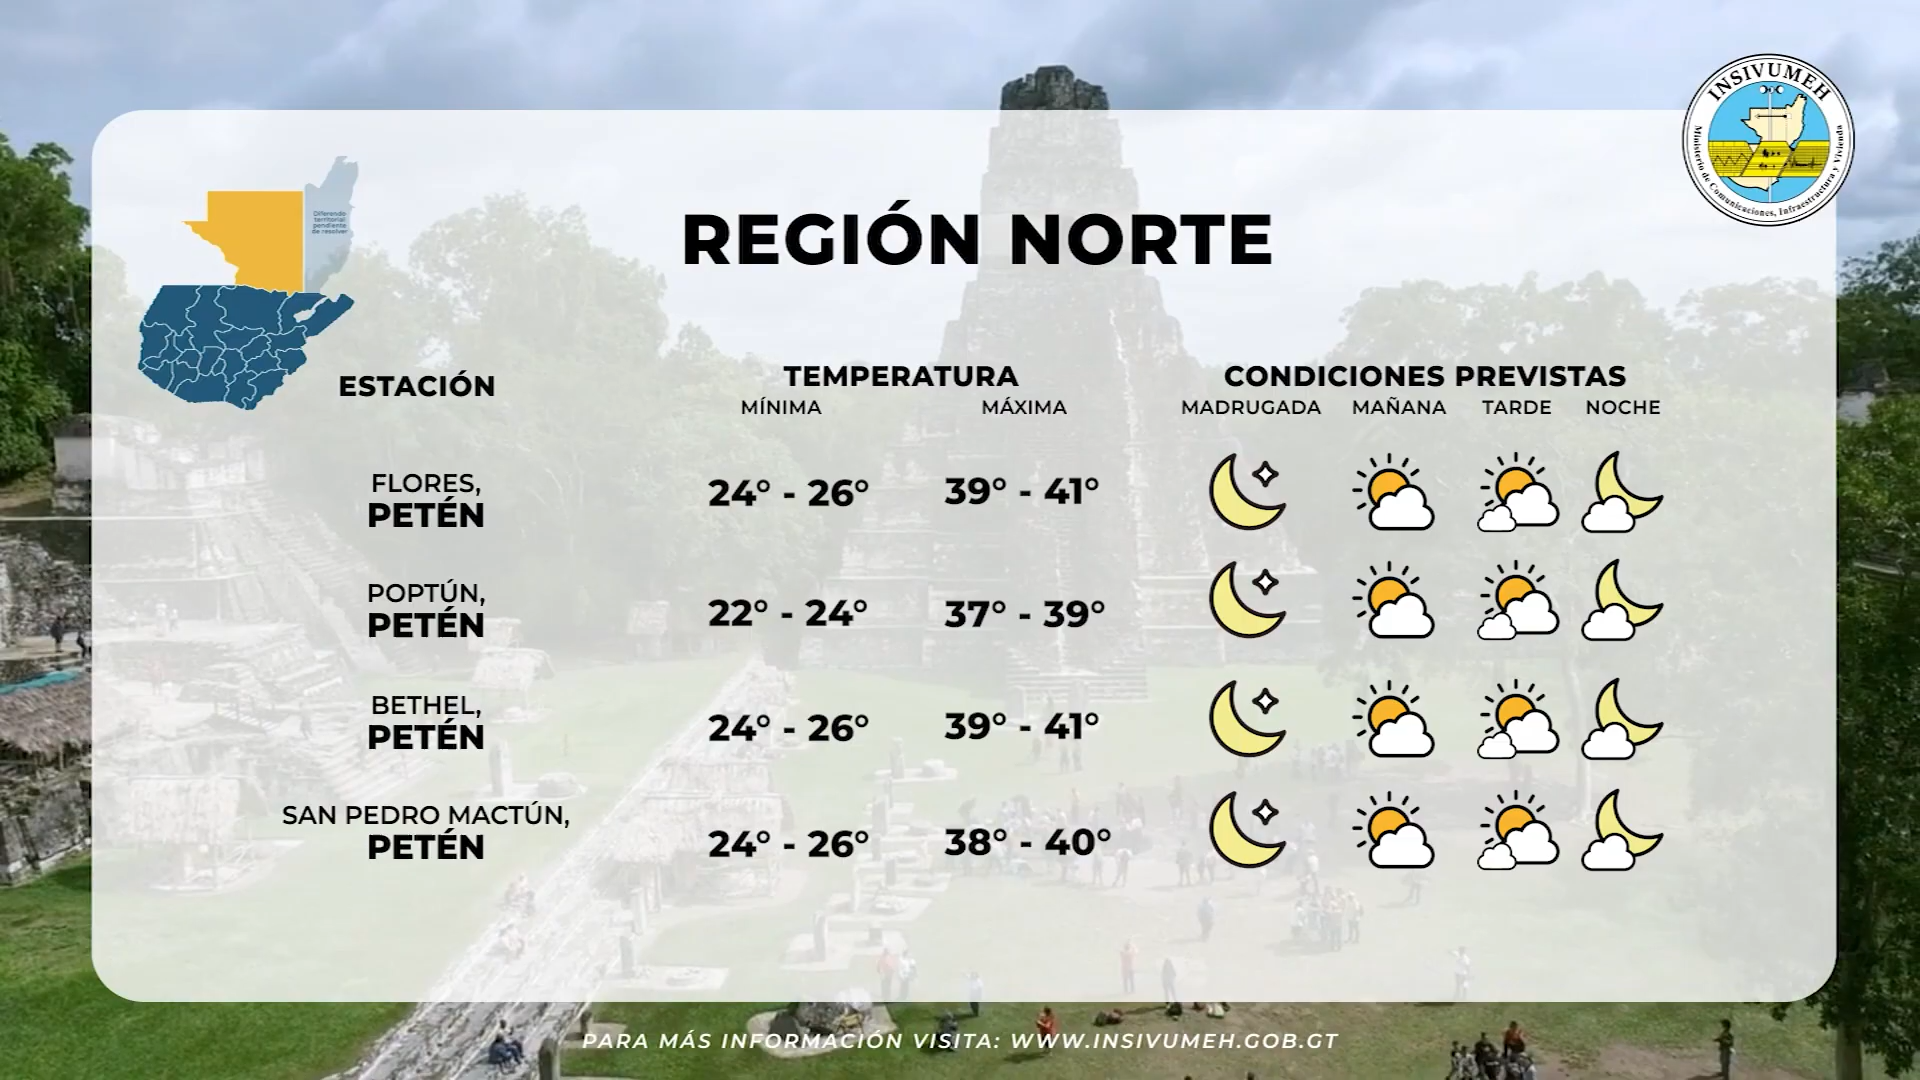 INSIVUMEH
Ministerio de Comunicaciones, Infraestructura y Vivienda
Diferendo
territorial
pendiente
de resolver
REGIÓN NORTE
ESTACIÓN
TEMPERATURA
CONDICIONES PREVISTAS
MÍNIMA MÁXIMA
MADRUGADA MAÑANA TARDE NOCHE
FLORES,
PETÉN
24° - 26° 39° - 41°
POPTÚN,
PETÉN
22° - 24° 37° - 39°
BETHEL,
PETÉN
24° - 26° 39° - 41°
SAN PEDRO MACTÚN,
PETÉN
24° - 26° 38° - 40°
PARA MÁS INFORMACIÓN VISITA: WWW.INSIVUMEH.GOB.GT